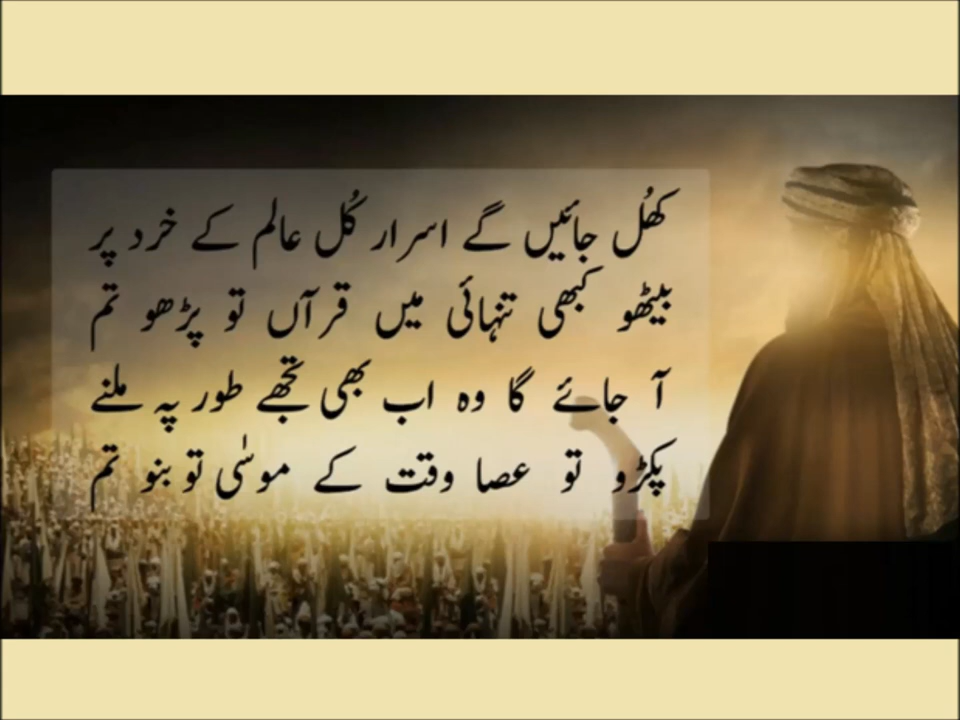 کھُل جائیں گے اسرار کُل عالم کے خرد پر
بیٹھو کبھی تنہائی میں قرآں تو پڑھو تم
آ جائے گا وہ اب بھی تجھے طور پہ ملنے
پکڑو تو عصا وقت کے موسٰی تو بنو تم